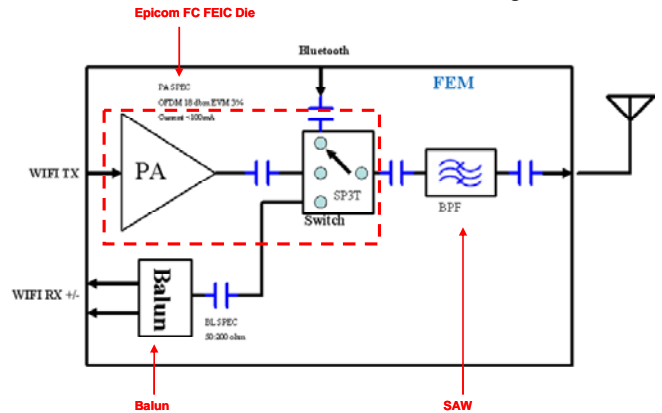 Epicom FC FEIC Die
Bluetooth
FEM
PA SPEC
OFDM 18 dbm EVM 3%
Current ~100mA
WIFI TX
PA
SP3T
Switch
BPF
WIFI RX +/-
Balun
BL SPEC
50:200 ohm
Balun
SAW